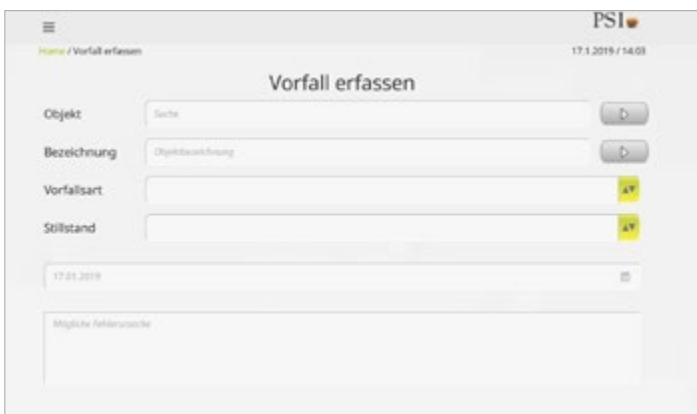 PSI
Home / Vorfall erfassen
17.1.2019 / 14:03
Vorfall erfassen
Objekt
Suche
Bezeichnung
Objektbezeichnung
Vorfallsart
Stillstand
17.01.2019
Mögliche Fehlerursache